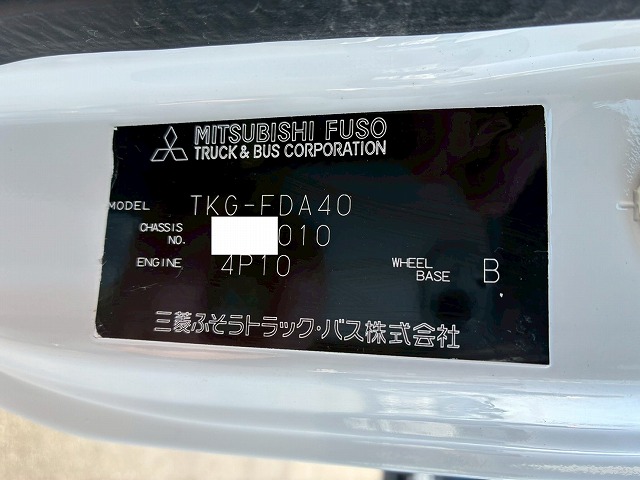 MITSUBISHI FUSO
TRUCK & BUS CORPORATION
MODEL TKG-FDA40
CHASSIS NO. 010
ENGINE 4P10 WHEEL BASE B
三菱ふそうトラック・バス株式会社